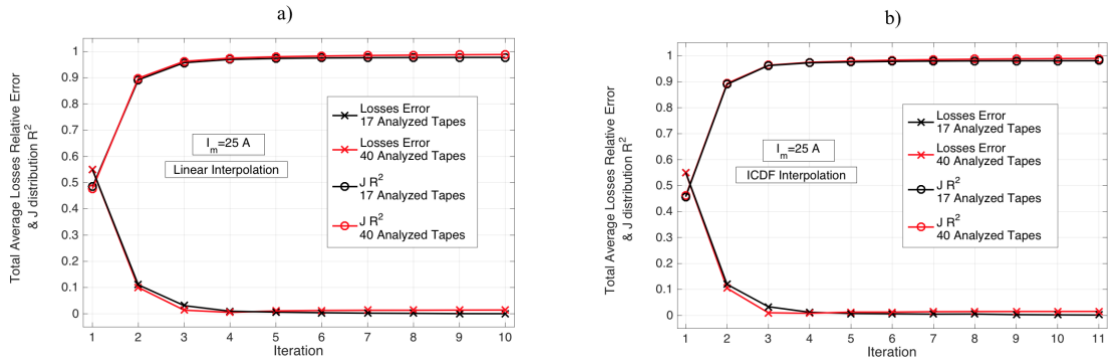 a)
Total Average Losses Relative Error
& J distribution R²
1
0.9
0.8
0.7
0.6
0.5
0.4
0.3
0.2
0.1
0
I_m=25 A
Linear Interpolation
Losses Error
17 Analyzed Tapes
Losses Error
40 Analyzed Tapes
J R²
17 Analyzed Tapes
J R²
40 Analyzed Tapes
1 2 3 4 5 6 7 8 9 10
Iteration
b)
Total Average Losses Relative Error
& J distribution R²
1
0.9
0.8
0.7
0.6
0.5
0.4
0.3
0.2
0.1
0
I_m=25 A
ICDF Interpolation
Losses Error
17 Analyzed Tapes
Losses Error
40 Analyzed Tapes
J R²
17 Analyzed Tapes
J R²
40 Analyzed Tapes
1 2 3 4 5 6 7 8 9 10 11
Iteration